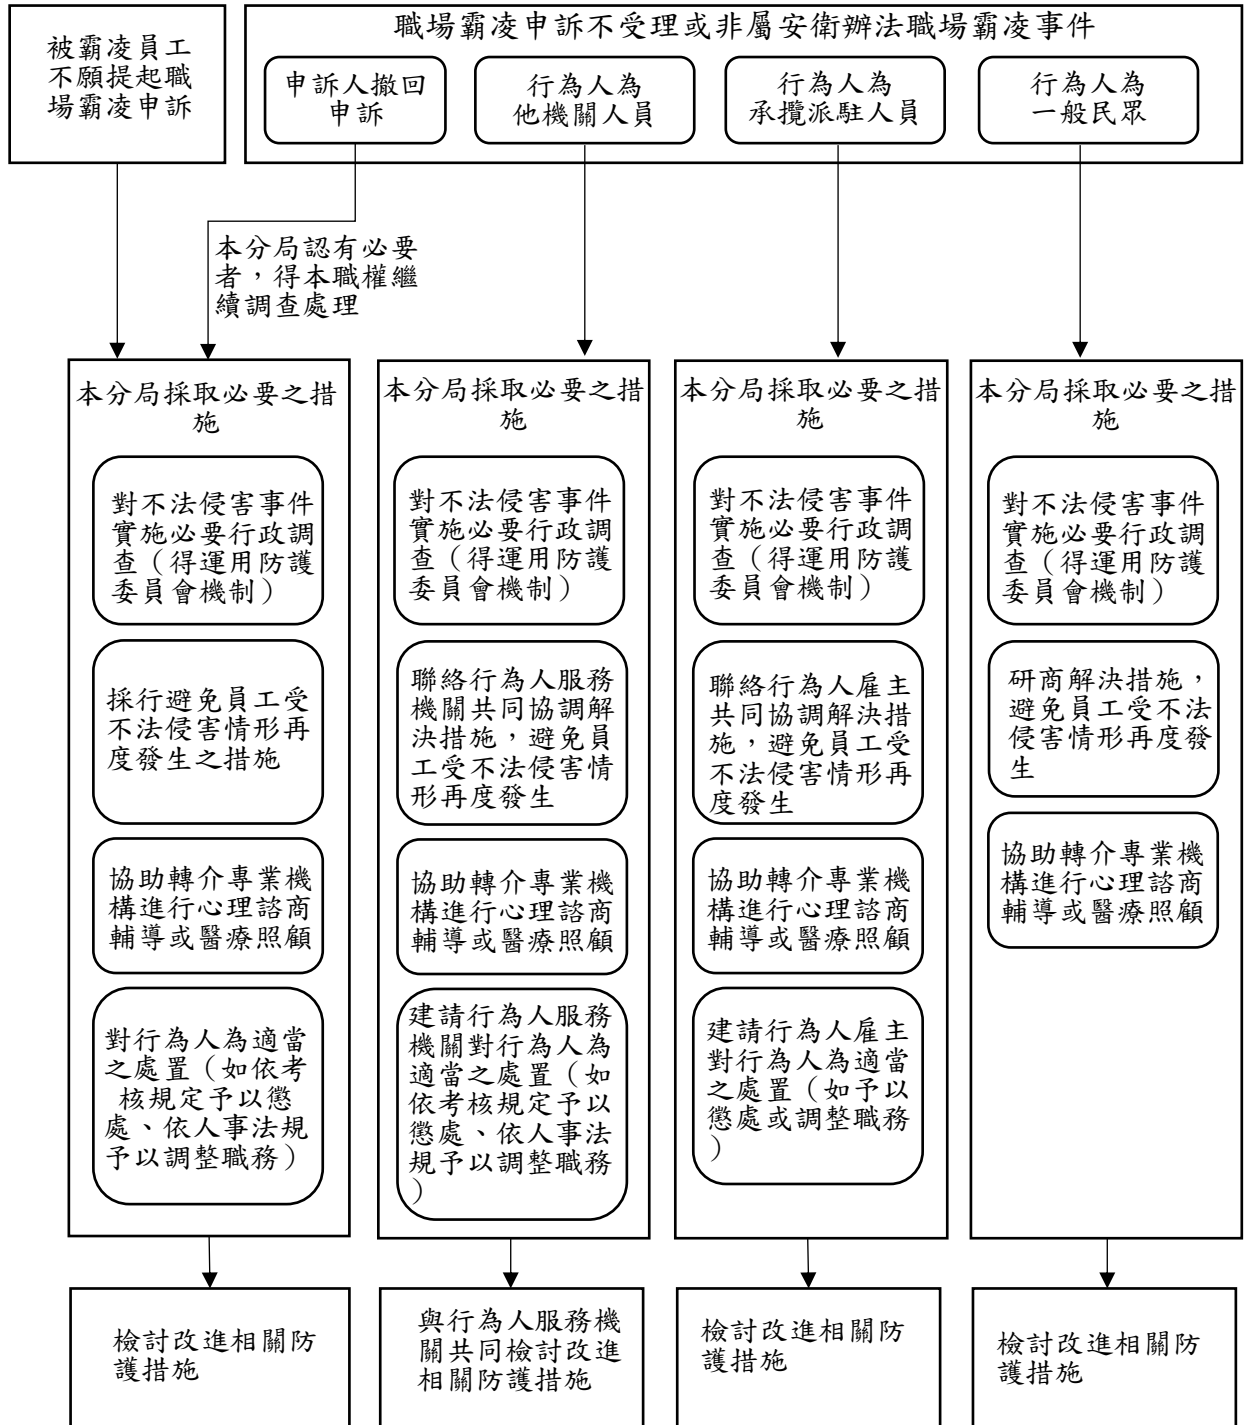 被霸凌員工
不願提起職
場霸凌申訴
職場霸凌申訴不受理或非屬安衛辦法職場霸凌事件
申訴人撤回
申訴
行為人為
他機關人員
行為人為
承攬派駐人員
行為人為
一般民眾
本分局認有必要
者，得本職權繼
續調查處理
本分局採取必要之措
施
對不法侵害事件
實施必要行政調
查（得運用防護
委員會機制）
採行避免員工受
不法侵害情形再
度發生之措施
協助轉介專業機
構進行心理諮商
輔導或醫療照顧
對行為人為適當
之處置（如依考
核規定予以懲
處、依人事法規
予以調整職務）
檢討改進相關防
護措施
本分局採取必要之措
施
對不法侵害事件
實施必要行政調
查（得運用防護
委員會機制）
聯絡行為人服務
機關共同協調解
決措施，避免員
工受不法侵害情
形再度發生
協助轉介專業機
構進行心理諮商
輔導或醫療照顧
建請行為人服務
機關對行為人為
適當之處置（如
依考核規定予以
懲處、依人事法
規予以調整職務
）
與行為人服務機
關共同檢討改進
相關防護措施
本分局採取必要之措
施
對不法侵害事件
實施必要行政調
查（得運用防護
委員會機制）
聯絡行為人雇主
共同協調解決措
施，避免員工受
不法侵害情形再
度發生
協助轉介專業機
構進行心理諮商
輔導或醫療照顧
建請行為人雇主
對行為人為適當
之處置（如予以
懲處或調整職務
）
檢討改進相關防
護措施
本分局採取必要之措
施
對不法侵害事件
實施必要行政調
查（得運用防護
委員會機制）
研商解決措施，
避免員工受不法
侵害情形再度發
生
協助轉介專業機
構進行心理諮商
輔導或醫療照顧
檢討改進相關防
護措施